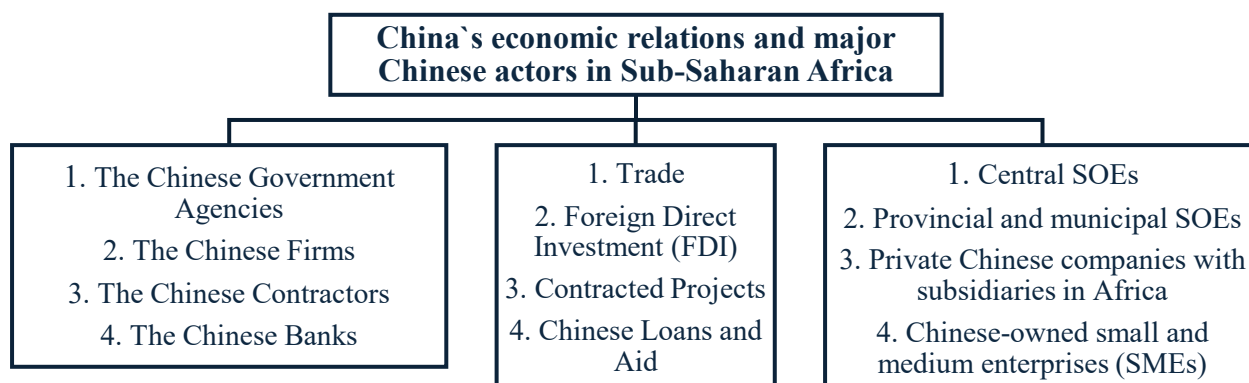 China`s economic relations and major
Chinese actors in Sub-Saharan Africa
1. The Chinese Government
Agencies
2. The Chinese Firms
3. The Chinese Contractors
4. The Chinese Banks
1. Trade
2. Foreign Direct
Investment (FDI)
3. Contracted Projects
4. Chinese Loans and
Aid
1. Central SOEs
2. Provincial and municipal SOEs
3. Private Chinese companies with
subsidiaries in Africa
4. Chinese-owned small and
medium enterprises (SMEs)